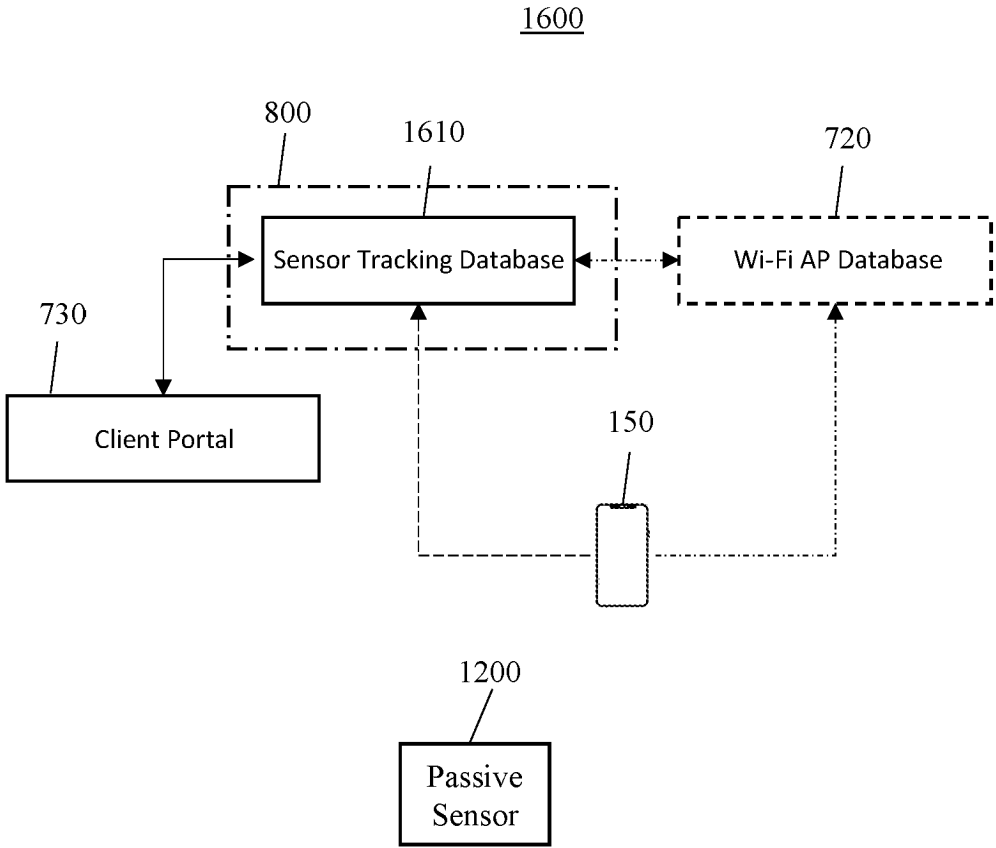 1600
800
1610
720
Sensor Tracking Database
Wi-Fi AP Database
730
Client Portal
150
1200
Passive
Sensor